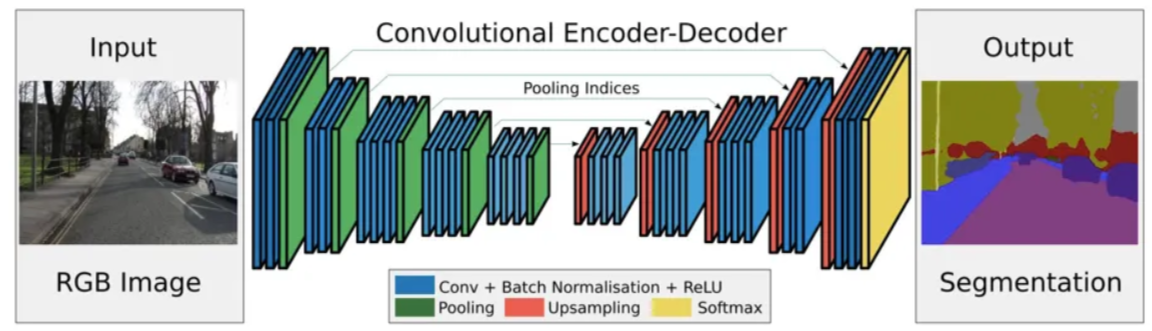 Input
RGB Image
Convolutional Encoder-Decoder
Pooling Indices
Conv + Batch Normalisation + ReLU
Pooling Upsampling Softmax
Output
Segmentation